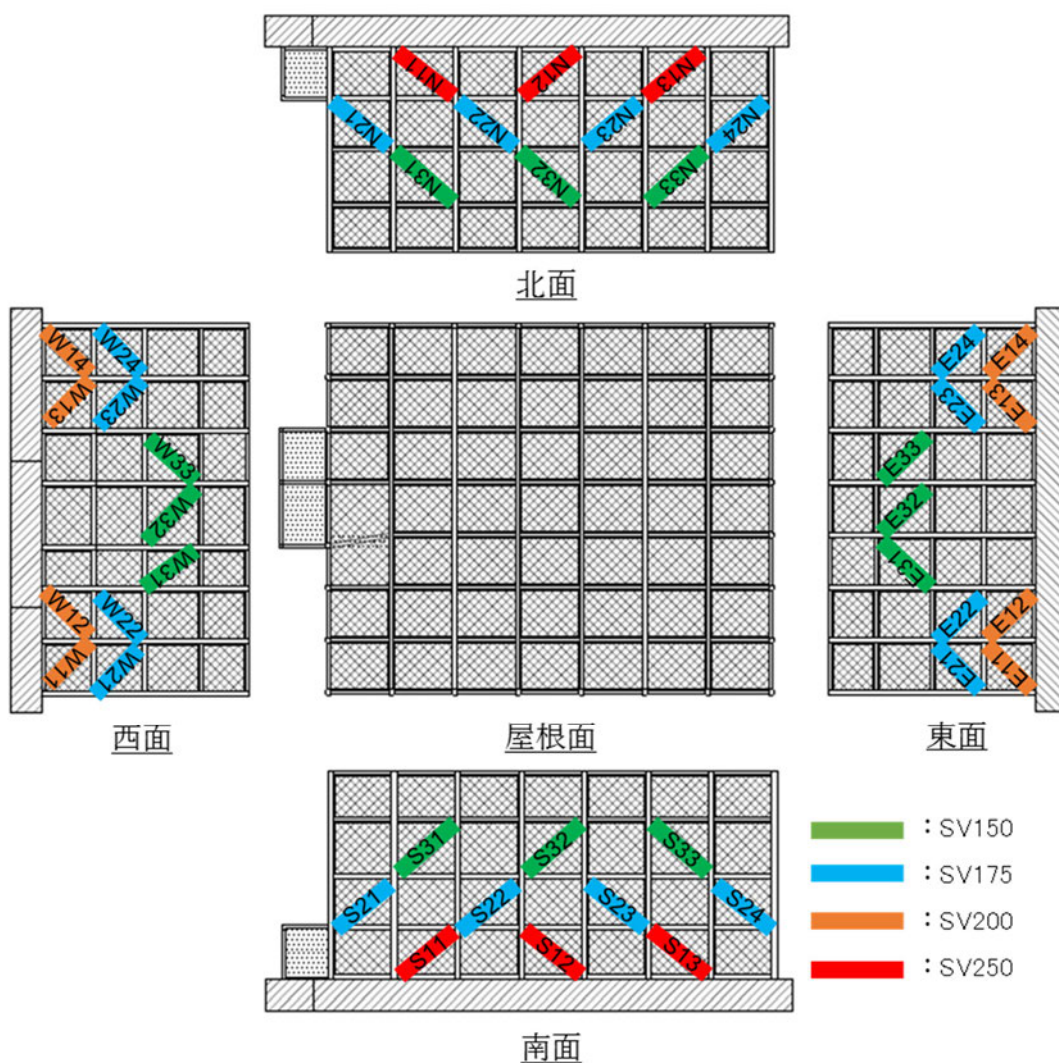 N11
N12
N13
N21
N22
N23
N24
N31
N32
N33
北面
W14
W24
W13
W23
W33
W32
W31
W12
W22
W11
W21
西面
屋根面
E24
E14
E23
E13
E33
E32
E31
E22
E12
E21
E11
東面
S31
S32
S33
S21
S22
S23
S24
S11
S12
S13
南面
：SV150
：SV175
：SV200
：SV250